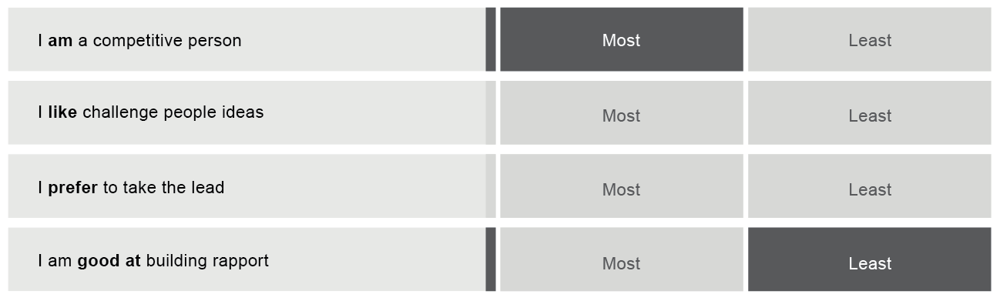 I am a competitive person Most Least
I like challenge people ideas Most Least
I prefer to take the lead Most Least
I am good at building rapport Most Least